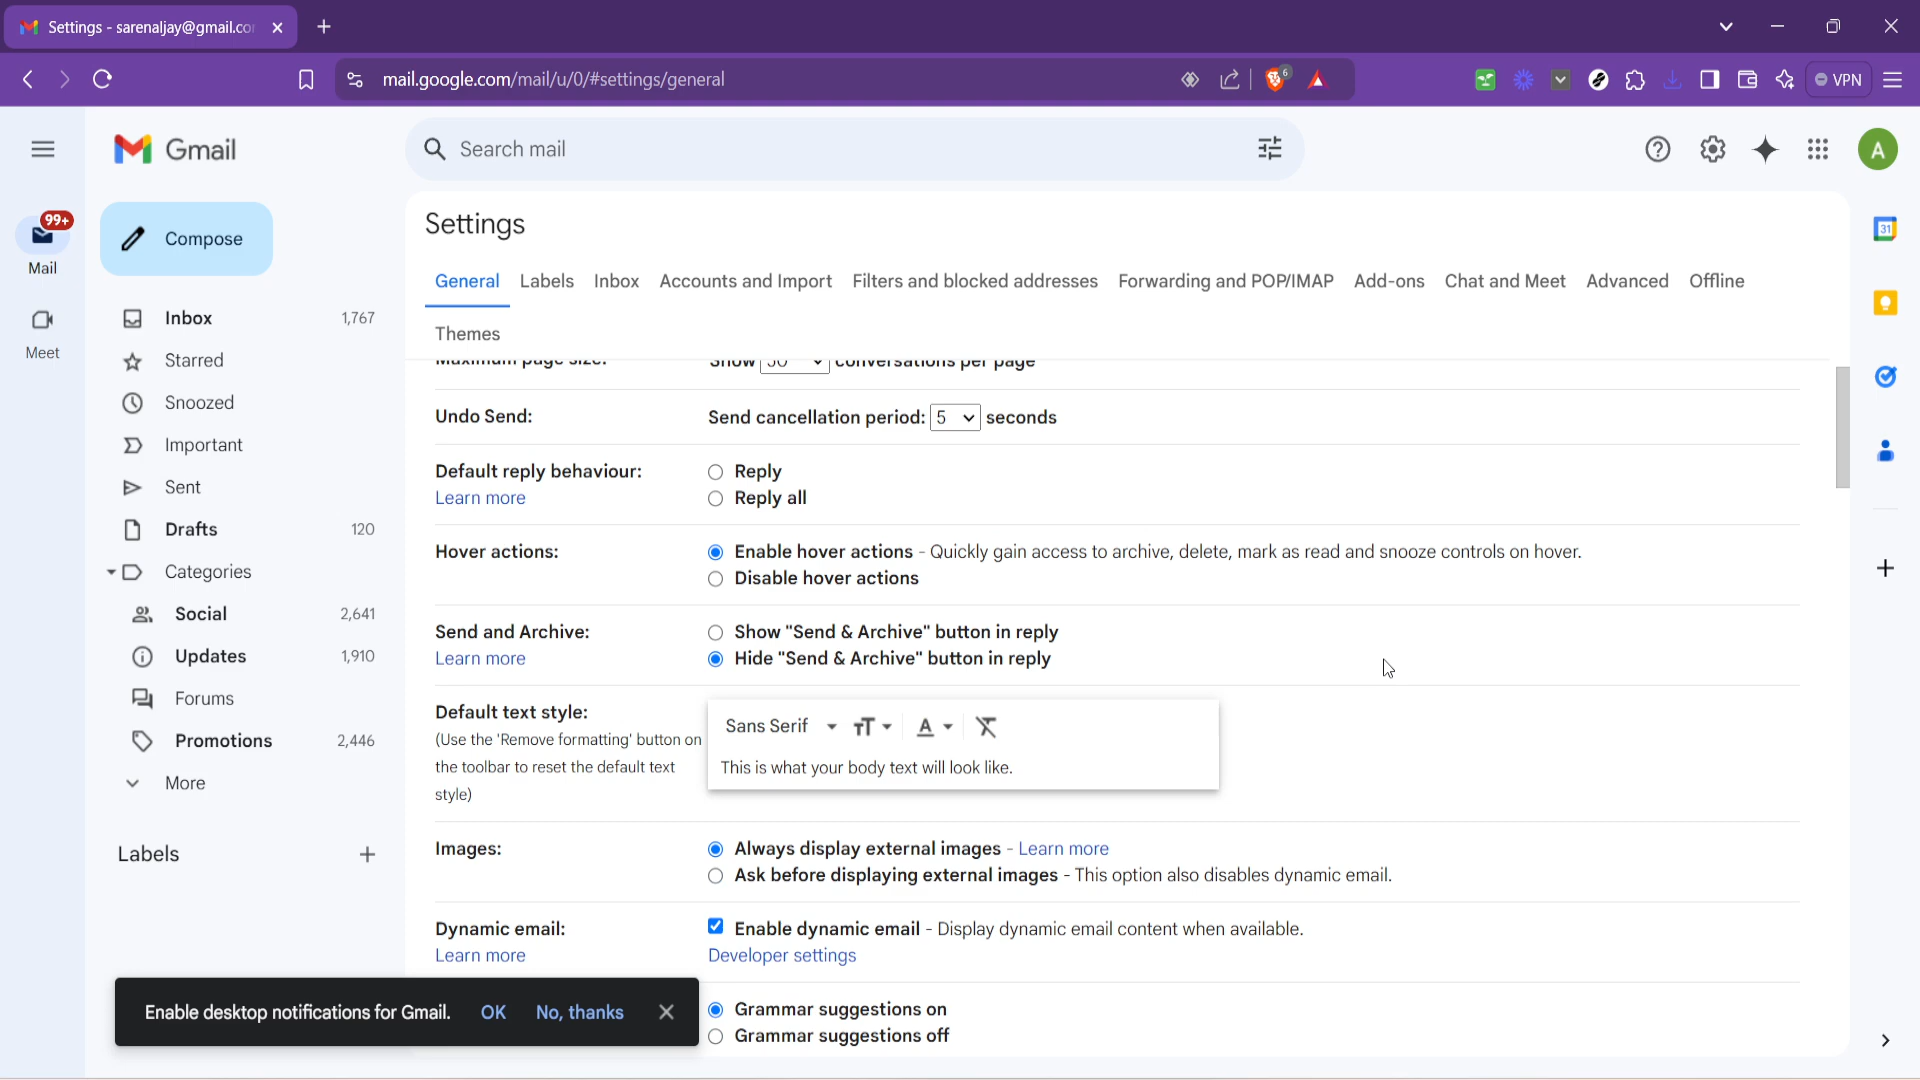 Settings - sarenaljay@gmail.co
mail.google.com/mail/u/0/#settings/general
6
VPN
99+
Mail
Meet
Gmail
Search mail
A
31
Compose
Inbox 1,767
Starred
Snoozed
Important
Sent
Drafts 120
Categories
Social 2,641
Updates 1,910
Forums
Promotions 2,446
More
Labels
Settings
General Labels Inbox Accounts and Import Filters and blocked addresses Forwarding and POP/IMAP Add-ons Chat and Meet Advanced Offline
Themes
Maximum page size: Show 50 conversations per page
Undo Send: Send cancellation period: 5 seconds
Default reply behaviour: Reply
Learn more Reply all
Hover actions: Enable hover actions - Quickly gain access to archive, delete, mark as read and snooze controls on hover.
Disable hover actions
Send and Archive: Show "Send & Archive" button in reply
Learn more Hide "Send & Archive" button in reply
Default text style:
(Use the 'Remove formatting' button on
the toolbar to reset the default text
style)
Sans Serif
This is what your body text will look like.
Images: Always display external images - Learn more
Ask before displaying external images - This option also disables dynamic email.
Dynamic email: Enable dynamic email - Display dynamic email content when available.
Learn more Developer settings
Grammar suggestions on
Grammar suggestions off
Enable desktop notifications for Gmail. OK No, thanks